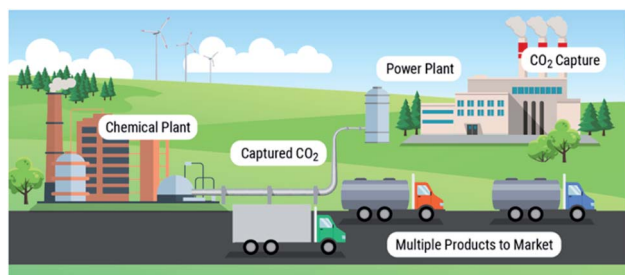 CO₂ Capture
Power Plant
Chemical Plant
Captured CO₂
Multiple Products to Market